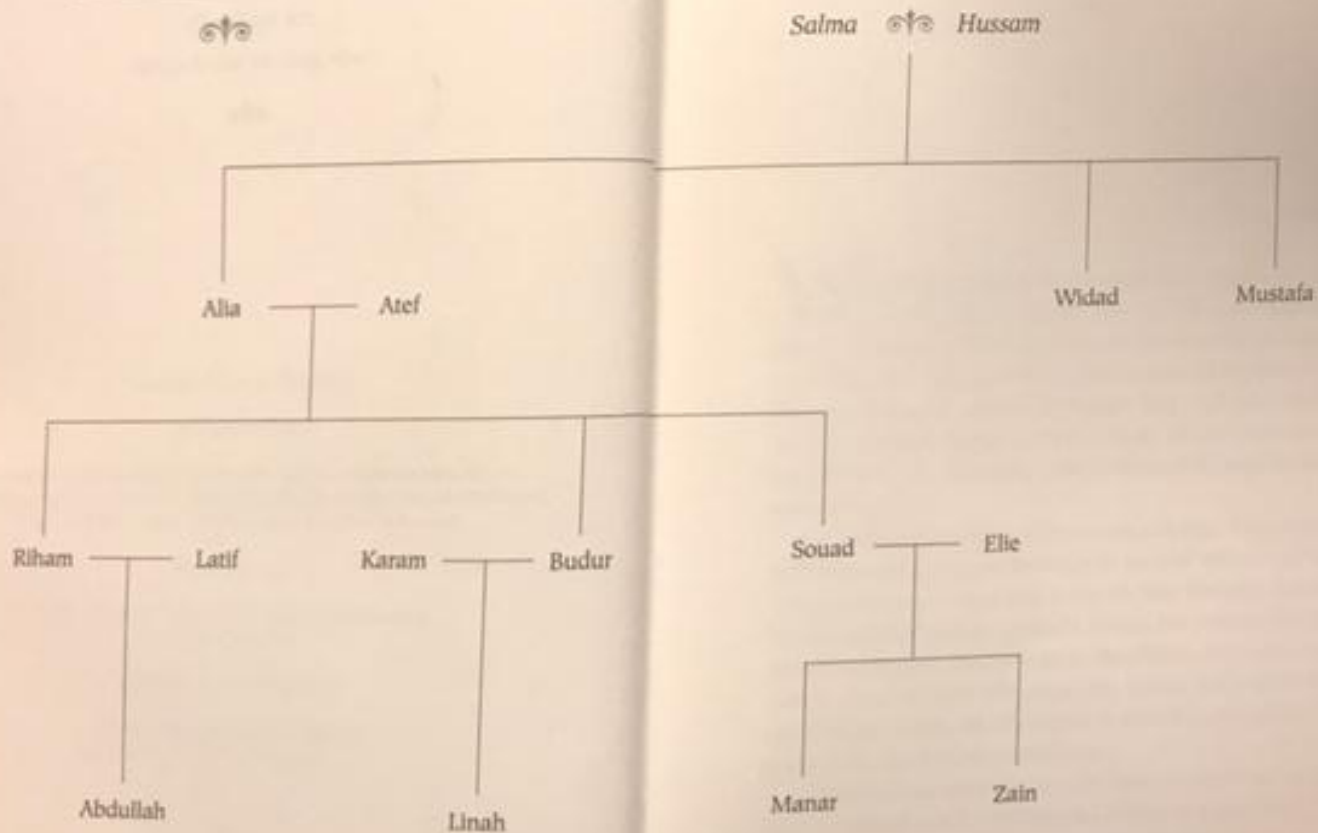 Salma Hussam
Alia Atef Widad Mustafa
Riham Latif Karam Budur Souad Elie
Abdullah Linah Manar Zain